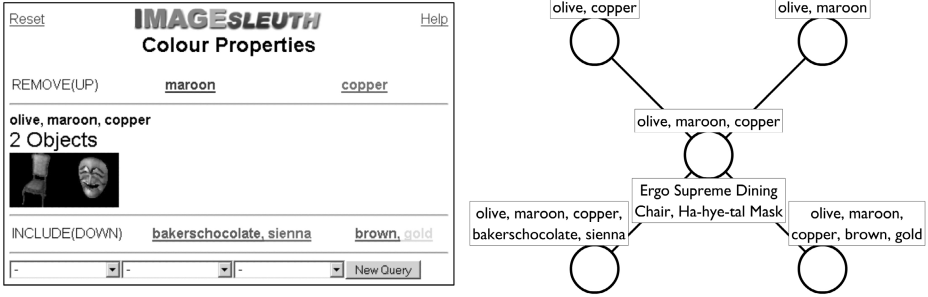 Reset IMAGESLEUTH Help
Colour Properties
REMOVE(UP) maroon copper
olive, maroon, copper
2 Objects
INCLUDE(DOWN) bakerschocolate, sienna brown, gold
- - - New Query
olive, copper
olive, maroon
olive, maroon, copper
Ergo Supreme Dining
Chair, Ha-hye-tal Mask
olive, maroon, copper,
bakerschocolate, sienna
olive, maroon,
copper, brown, gold